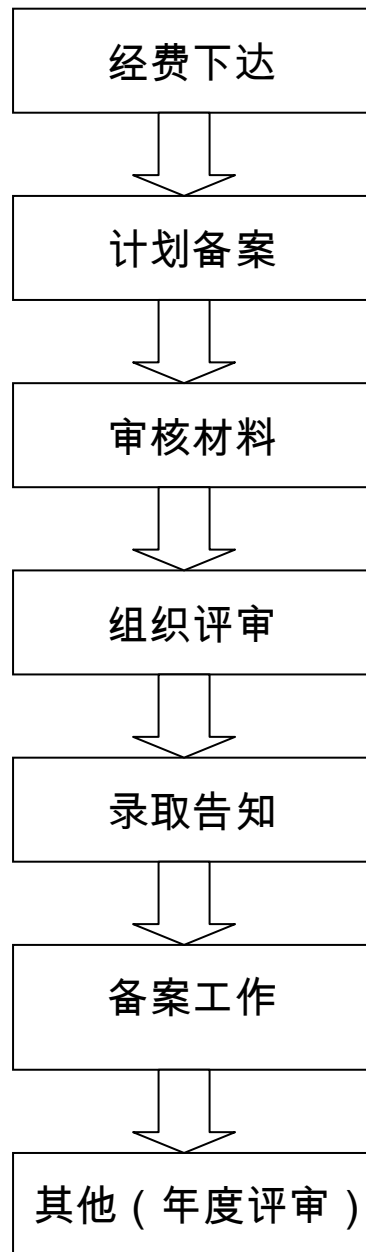 经费下达
计划备案
审核材料
组织评审
录取告知
备案工作
其他（年度评审）